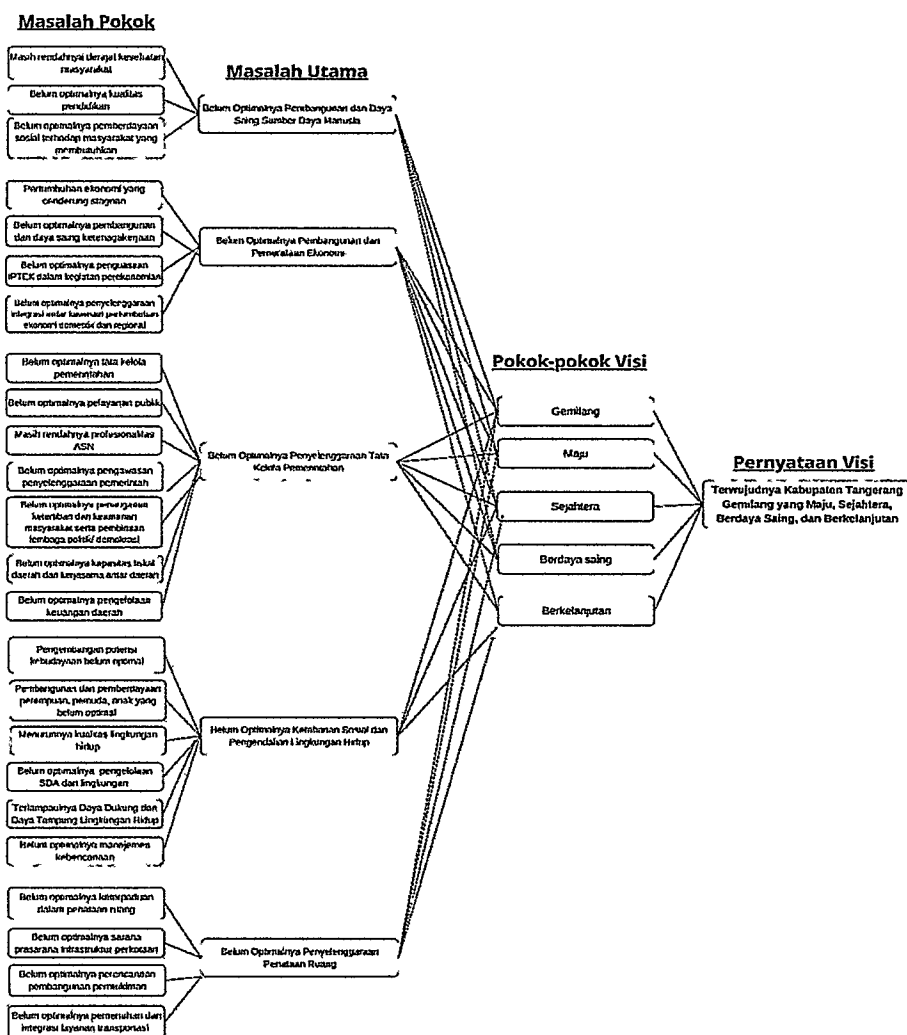 Masalah Pokok
Masih rendahnya derajat kesehatan
masyarakat
Belum optimalnya kualitas
pendidikan
Belum optimalnya pemberdayaan
sosial terhadap masyarakat yang
membutuhkan
Pertumbuhan ekonomi yang
cenderung stagnan
Belum optimalnya pembangunan
dan daya saing ketenagakerjaan
Belum optimalnya penguasaan
IPTEK dalam kegiatan perekonomian
Belum optimalnya penyelenggaraan
integrasi antar kawasan pertumbuhan
ekonomi domestik dan regional
Belum optimalnya tata kelola
pemerintahan
Belum optimalnya pelayanan publik
Masih rendahnya profesionalitas
ASN
Belum optimalnya pengawasan
penyelenggaraan pemerintah
Belum optimalnya penanganan
ketertiban dan keamanan
masyarakat serta pembinaan
lembaga politik/ demokrasi
Belum optimalnya kapasitas fiskal
daerah dan kerjasama antar daerah
Belum optimalnya pengelolaan
keuangan daerah
Pengembangan potensi
kebudayaan belum optimal
Pembangunan dan pemberdayaan
perempuan, pemuda, anak yang
belum optimal
Menurunnya kualitas lingkungan
hidup
Belum optimalnya pengelolaan
SDA dan lingkungan
Terlampauinya Daya Dukung dan
Daya Tampung Lingkungan Hidup
Belum optimalnya manajemen
kebencanaan
Belum optimalnya keterpaduan
dalam penataan ruang
Belum optimalnya sarana
prasarana infrastruktur perkotaan
Belum optimalnya perencanaan
pembangunan permukiman
Belum optimalnya pemenuhan dan
integrasi layanan transportasi
Masalah Utama
Belum Optimalnya Pembangunan dan Daya
Saing Sumber Daya Manusia
Belum Optimalnya Pembangunan dan
Pemerataan Ekonomi
Belum Optimalnya Penyelenggaraan Tata
Kelola Pemerintahan
Belum Optimalnya Ketahanan Sosial dan
Pengendalian Lingkungan Hidup
Belum Optimalnya Penyelenggaraan
Penataan Ruang
Pokok-pokok Visi
Gemilang
Maju
Sejahtera
Berdaya saing
Berkelanjutan
Pernyataan Visi
Terwujudnya Kabupaten Tangerang
Gemilang yang Maju, Sejahtera,
Berdaya Saing, dan Berkelanjutan